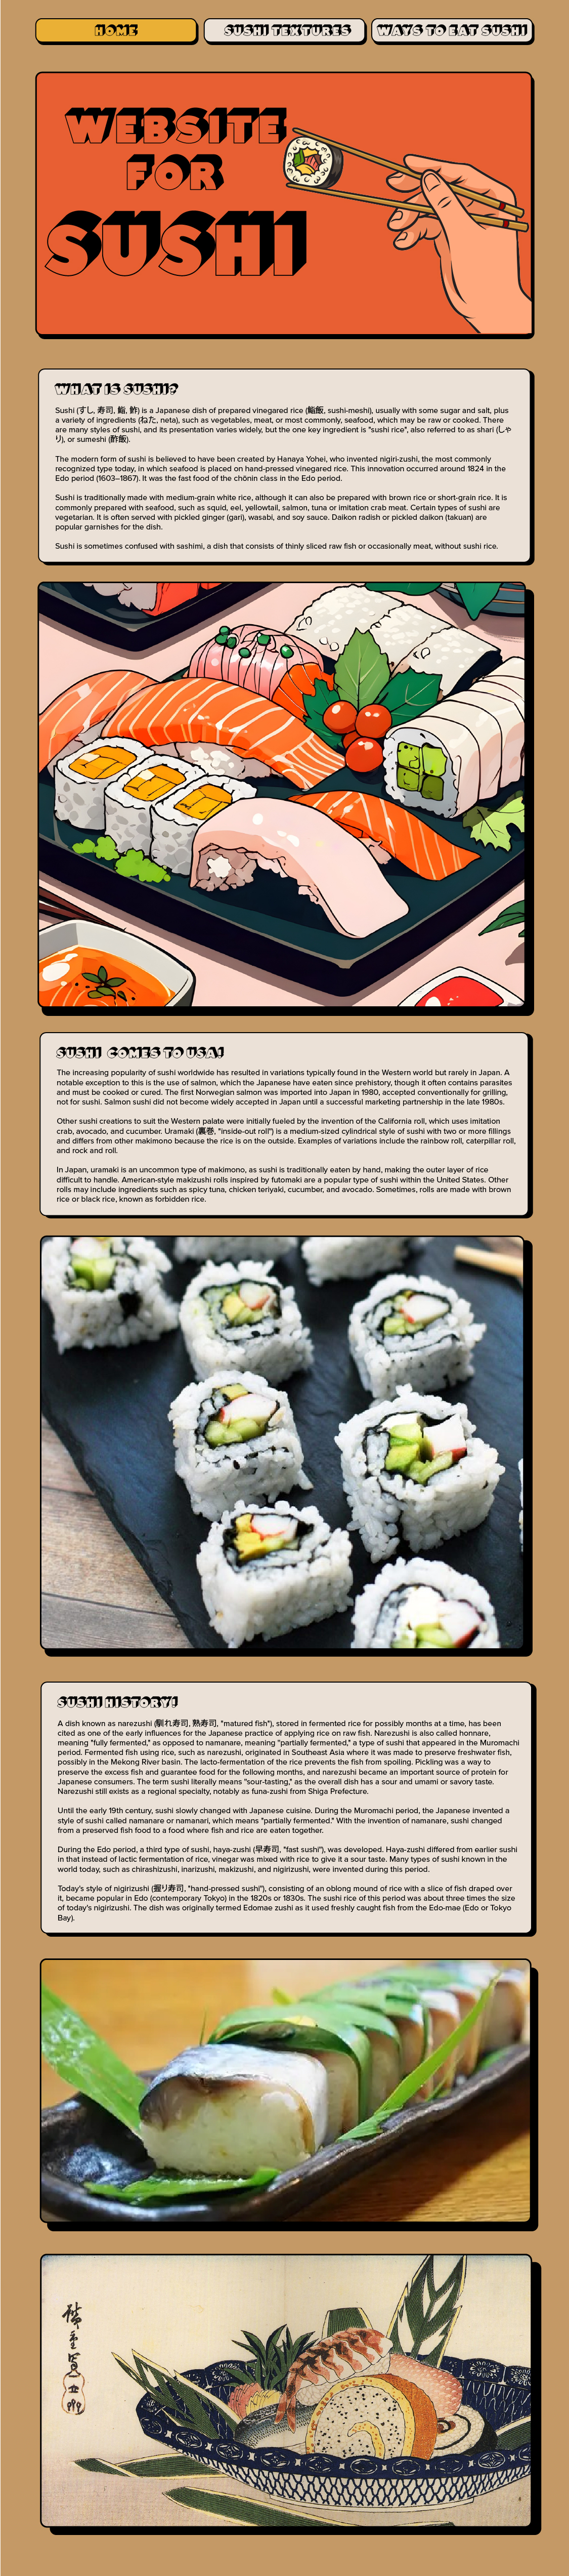 HOME
SUSHI TEXTURES
WAYS TO EAT SUSHI
WEBSITE
FOR
SUSHI
WHAT IS SUSHI?
Sushi (すし, 寿司, 鮨, 鮓) is a Japanese dish of prepared vinegared rice (鮨飯, sushi-meshi), usually with some sugar and salt, plus
a variety of ingredients (ねた, neta), such as vegetables, meat, or most commonly, seafood, which may be raw or cooked. There
are many styles of sushi, and its presentation varies widely, but the one key ingredient is "sushi rice", also referred to as shari (しゃ
り), or sumeshi (酢飯).
The modern form of sushi is believed to have been created by Hanaya Yohei, who invented nigiri-zushi, the most commonly
recognized type today, in which seafood is placed on hand-pressed vinegared rice. This innovation occurred around 1824 in the
Edo period (1603–1867). It was the fast food of the chōnin class in the Edo period.
Sushi is traditionally made with medium-grain white rice, although it can also be prepared with brown rice or short-grain rice. It is
commonly prepared with seafood, such as squid, eel, yellowtail, salmon, tuna or imitation crab meat. Certain types of sushi are
vegetarian. It is often served with pickled ginger (gari), wasabi, and soy sauce. Daikon radish or pickled daikon (takuan) are
popular garnishes for the dish.
Sushi is sometimes confused with sashimi, a dish that consists of thinly sliced raw fish or occasionally meat, without sushi rice.
SUSHI COMES TO USA!
The increasing popularity of sushi worldwide has resulted in variations typically found in the Western world but rarely in Japan. A
notable exception to this is the use of salmon, which the Japanese have eaten since prehistory, though it often contains parasites
and must be cooked or cured. The first Norwegian salmon was imported into Japan in 1980, accepted conventionally for grilling,
not for sushi. Salmon sushi did not become widely accepted in Japan until a successful marketing partnership in the late 1980s.
Other sushi creations to suit the Western palate were initially fueled by the invention of the California roll, which uses imitation
crab, avocado, and cucumber. Uramaki (裏巻, "inside-out roll") is a medium-sized cylindrical style of sushi with two or more fillings
and differs from other makimono because the rice is on the outside. Examples of variations include the rainbow roll, caterpillar roll,
and rock and roll.
In Japan, uramaki is an uncommon type of makimono, as sushi is traditionally eaten by hand, making the outer layer of rice
difficult to handle. American-style makizushi rolls inspired by futomaki are a popular type of sushi within the United States. Other
rolls may include ingredients such as spicy tuna, chicken teriyaki, cucumber, and avocado. Sometimes, rolls are made with brown
rice or black rice, known as forbidden rice.
SUSHI HISTORY!
A dish known as narezushi (馴れ寿司, 熟寿司, "matured fish"), stored in fermented rice for possibly months at a time, has been
cited as one of the early influences for the Japanese practice of applying rice on raw fish. Narezushi is also called honnare,
meaning "fully fermented," as opposed to namanare, meaning "partially fermented," a type of sushi that appeared in the Muromachi
period. Fermented fish using rice, such as narezushi, originated in Southeast Asia where it was made to preserve freshwater fish,
possibly in the Mekong River basin. The lacto-fermentation of the rice prevents the fish from spoiling. Pickling was a way to
preserve the excess fish and guarantee food for the following months, and narezushi became an important source of protein for
Japanese consumers. The term sushi literally means "sour-tasting," as the overall dish has a sour and umami or savory taste.
Narezushi still exists as a regional specialty, notably as funa-zushi from Shiga Prefecture.
Until the early 19th century, sushi slowly changed with Japanese cuisine. During the Muromachi period, the Japanese invented a
style of sushi called namanare or namanari, which means "partially fermented." With the invention of namanare, sushi changed
from a preserved fish food to a food where fish and rice are eaten together.
During the Edo period, a third type of sushi, haya-zushi (早寿司, "fast sushi"), was developed. Haya-zushi differed from earlier sushi
in that instead of lactic fermentation of rice, vinegar was mixed with rice to give it a sour taste. Many types of sushi known in the
world today, such as chirashizushi, inarizushi, makizushi, and nigirizushi, were invented during this period.
Today's style of nigirizushi (握り寿司, "hand-pressed sushi"), consisting of an oblong mound of rice with a slice of fish draped over
it, became popular in Edo (contemporary Tokyo) in the 1820s or 1830s. The sushi rice of this period was about three times the size
of today's nigirizushi. The dish was originally termed Edomae zushi as it used freshly caught fish from the Edo-mae (Edo or Tokyo
Bay).